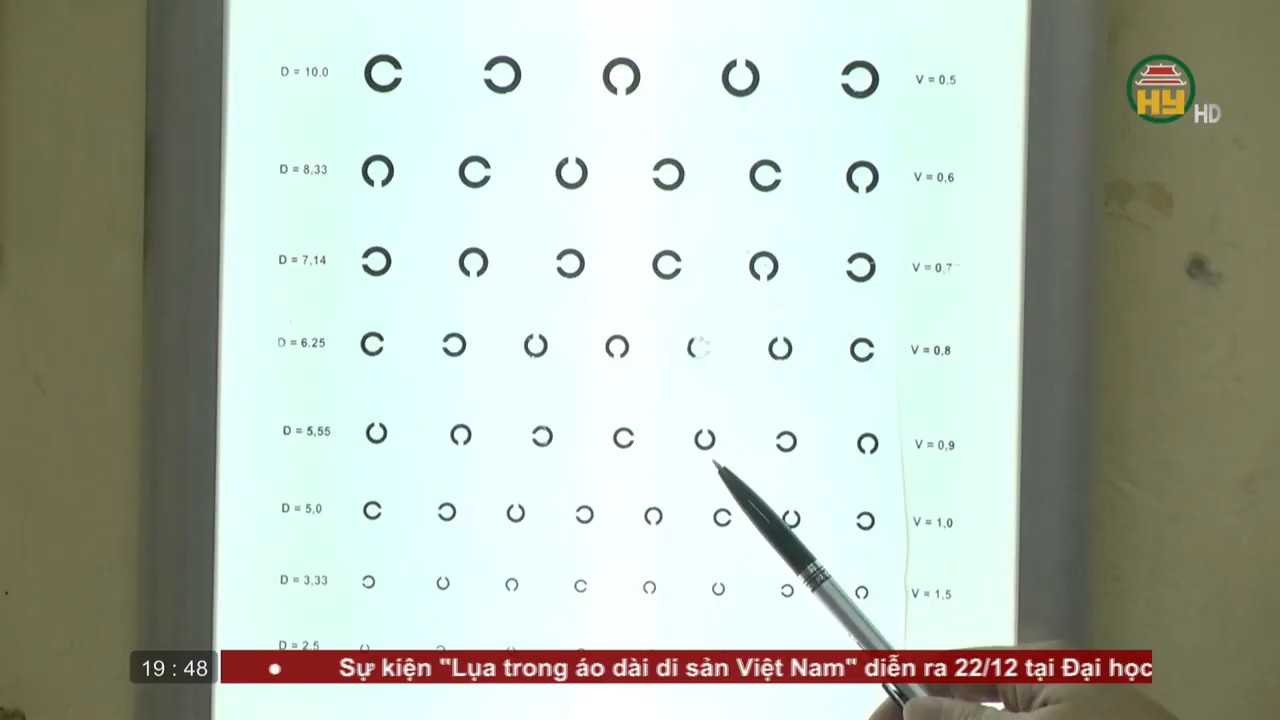 D = 10,0 V = 0.5
HY HD
D = 8,33 V = 0,6
D = 7,14 V = 0,7
D = 6,25 V = 0,8
D = 5,55 V = 0,9
D = 5,0 V = 1,0
D = 3,33 V = 1,5
D = 2,5
19 : 48 ● Sự kiện "Lụa trong áo dài di sản Việt Nam" diễn ra 22/12 tại Đại học